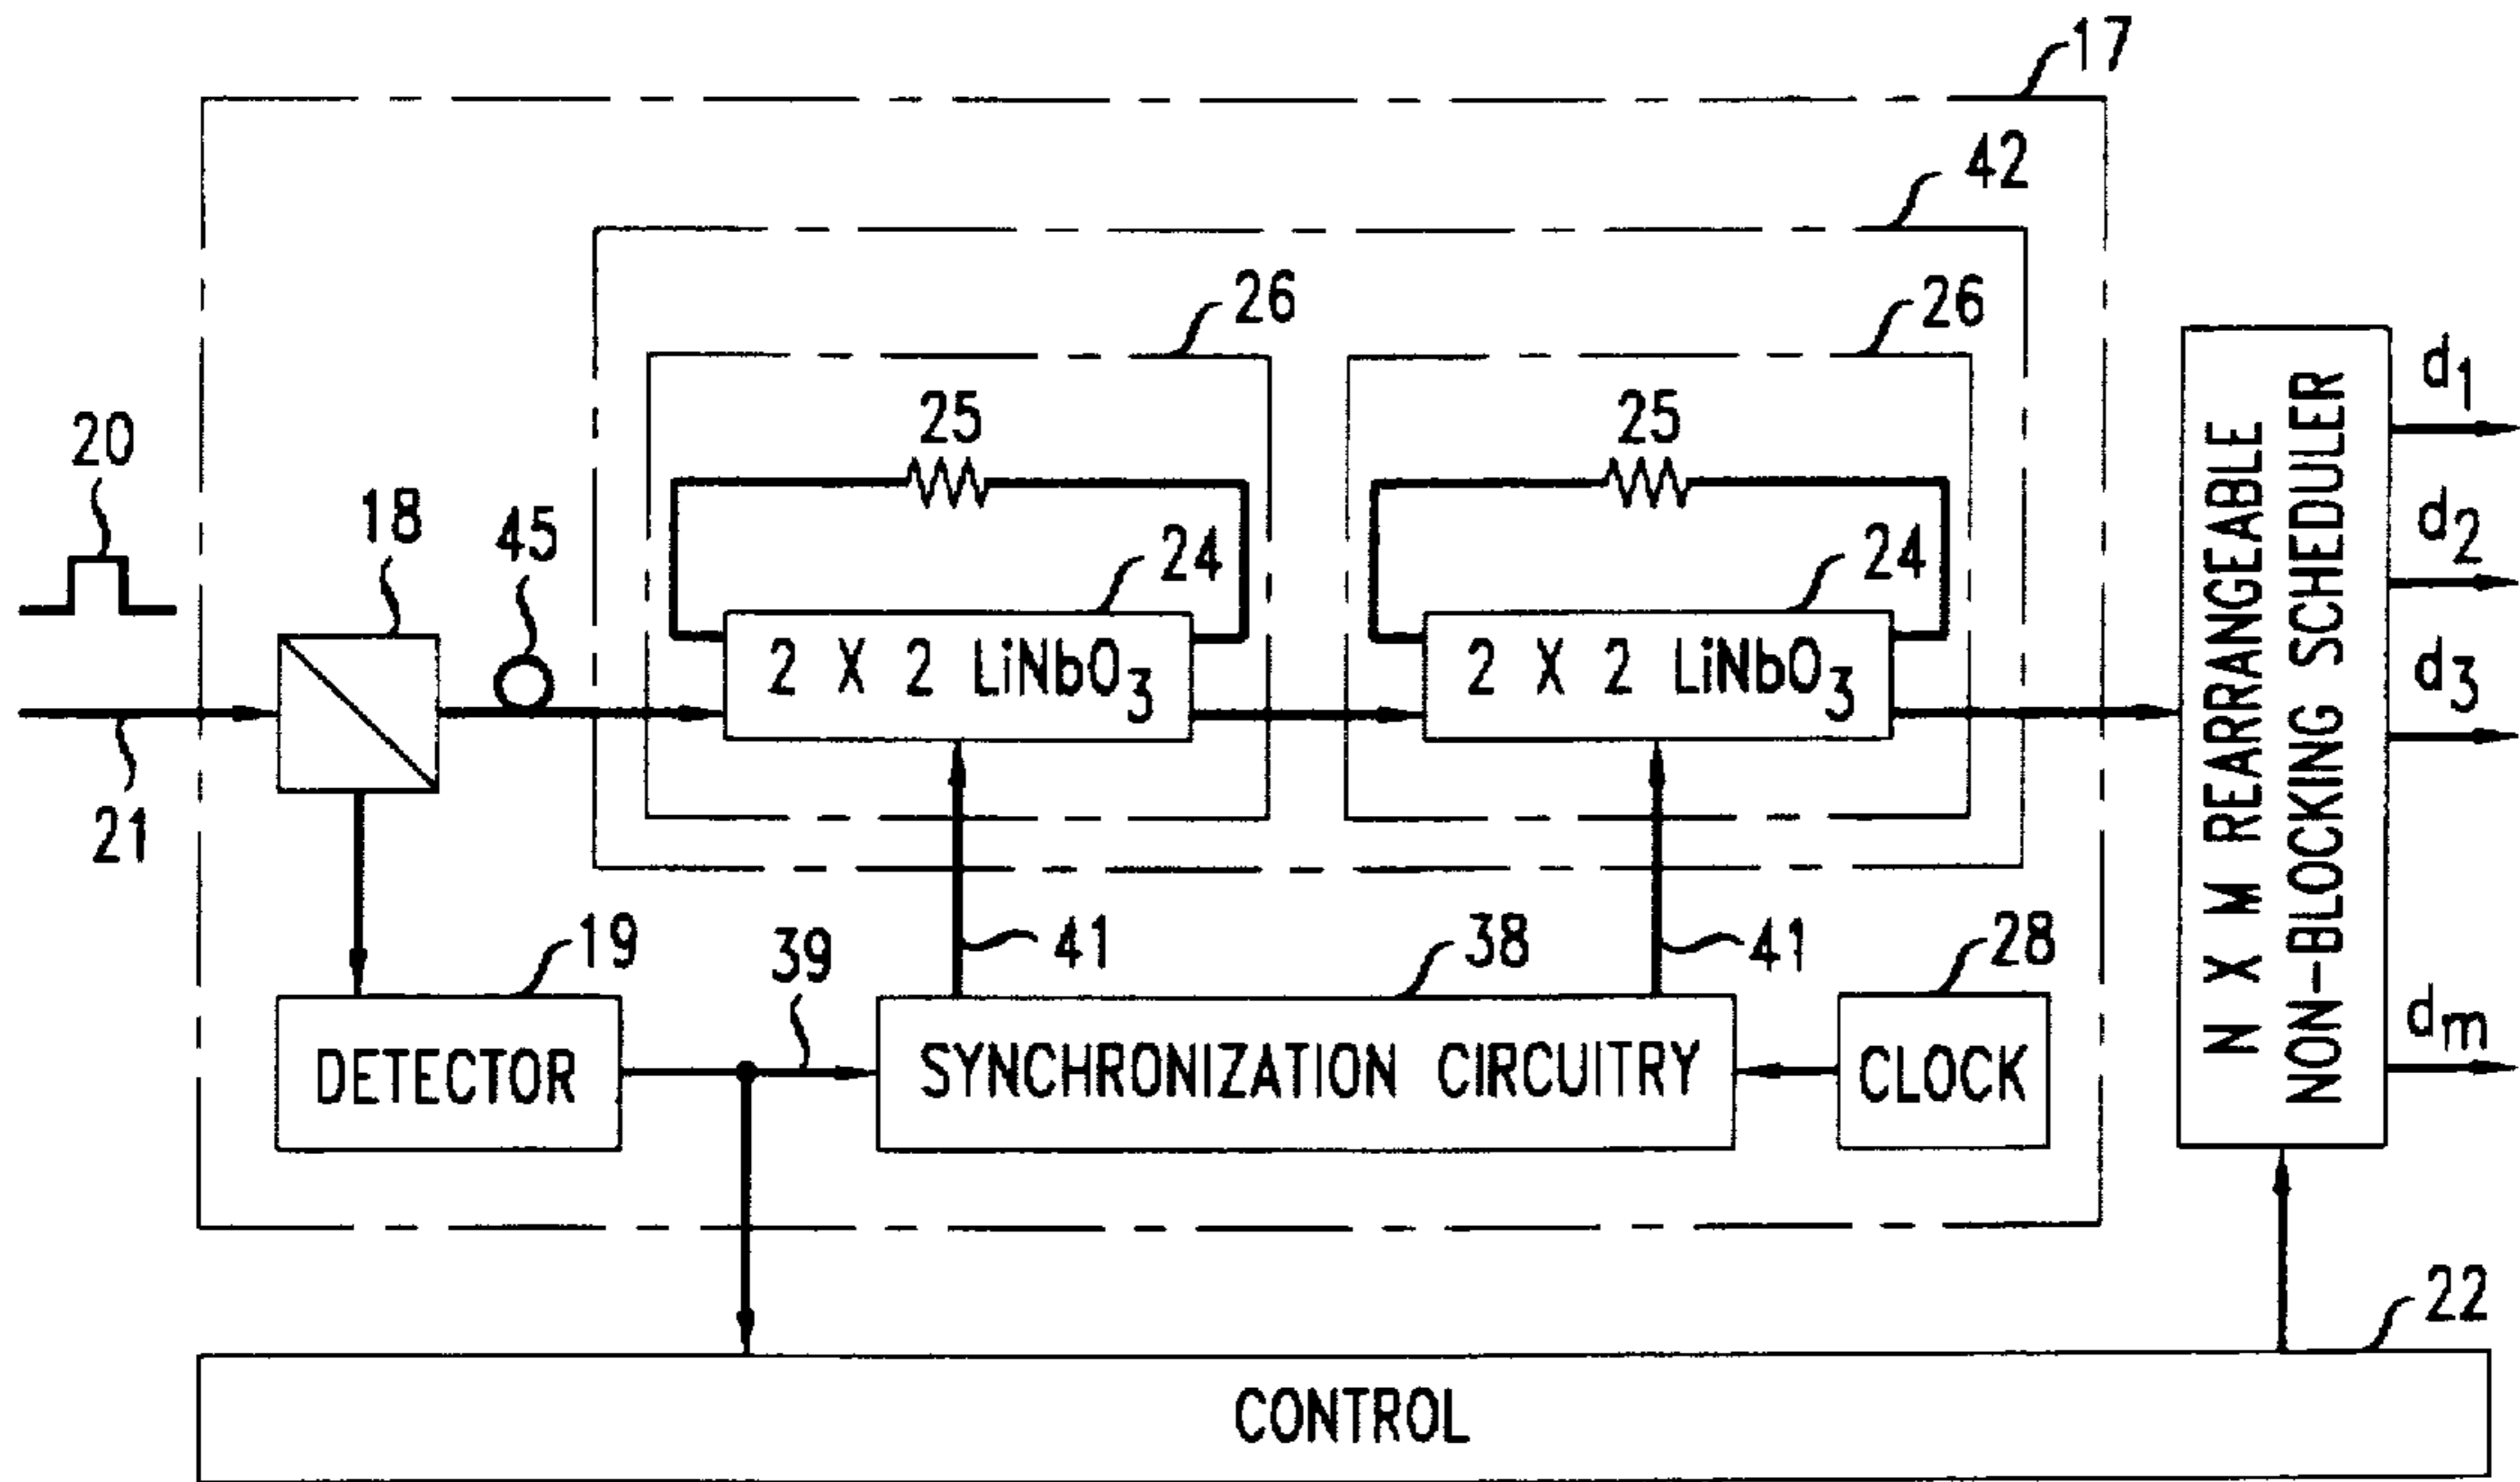 17
42
26
26
25
25
20
18
45
24
24
2 X 2 LiNbO3
2 X 2 LiNbO3
21
N X M REARRANGEABLE
NON-BLOCKING SCHEDULER
d1
d2
d3
dm
19
39
41
38
41
28
DETECTOR
SYNCHRONIZATION CIRCUITRY
CLOCK
22
CONTROL